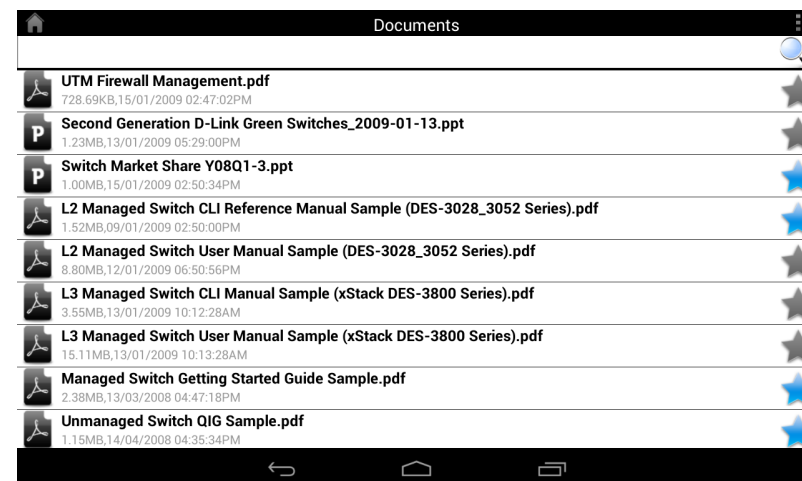 Documents
UTM Firewall Management.pdf
728.69KB,15/01/2009 02:47:02PM
P
Second Generation D-Link Green Switches_2009-01-13.ppt
1.23MB,13/01/2009 05:29:00PM
P
Switch Market Share Y08Q1-3.ppt
1.00MB,15/01/2009 02:50:34PM
L2 Managed Switch CLI Reference Manual Sample (DES-3028_3052 Series).pdf
1.52MB,09/01/2009 02:50:00PM
L2 Managed Switch User Manual Sample (DES-3028_3052 Series).pdf
8.80MB,12/01/2009 06:50:56PM
L3 Managed Switch CLI Manual Sample (xStack DES-3800 Series).pdf
3.55MB,13/01/2009 10:12:28AM
L3 Managed Switch User Manual Sample (xStack DES-3800 Series).pdf
15.11MB,13/01/2009 10:13:28AM
Managed Switch Getting Started Guide Sample.pdf
2.38MB,13/03/2008 04:47:18PM
Unmanaged Switch QIG Sample.pdf
1.15MB,14/04/2008 04:35:34PM